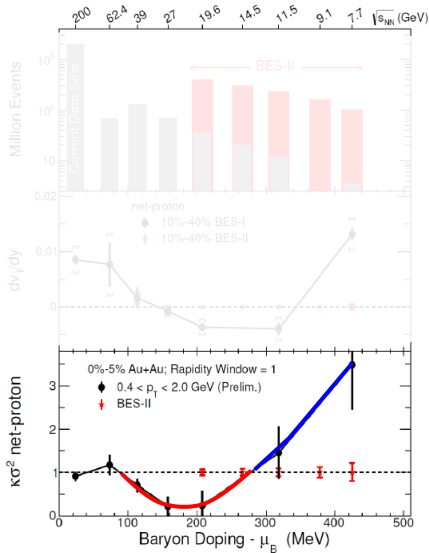 200 62.4 39 27 19.6 14.5 11.5 9.1 7.7 √sNN (GeV)
BES-II
Million Events
10³
10²
10
Current Data Sets
0.02
net-proton
10%-40% BES-I
10%-40% BES-II
0.01
dv₁/dy
0
0%-5% Au+Au; Rapidity Window = 1
0.4 < pT < 2.0 GeV (Prelim.)
BES-II
3
2
1
0
κσ² net-proton
0 100 200 300 400 500
Baryon Doping - μB (MeV)